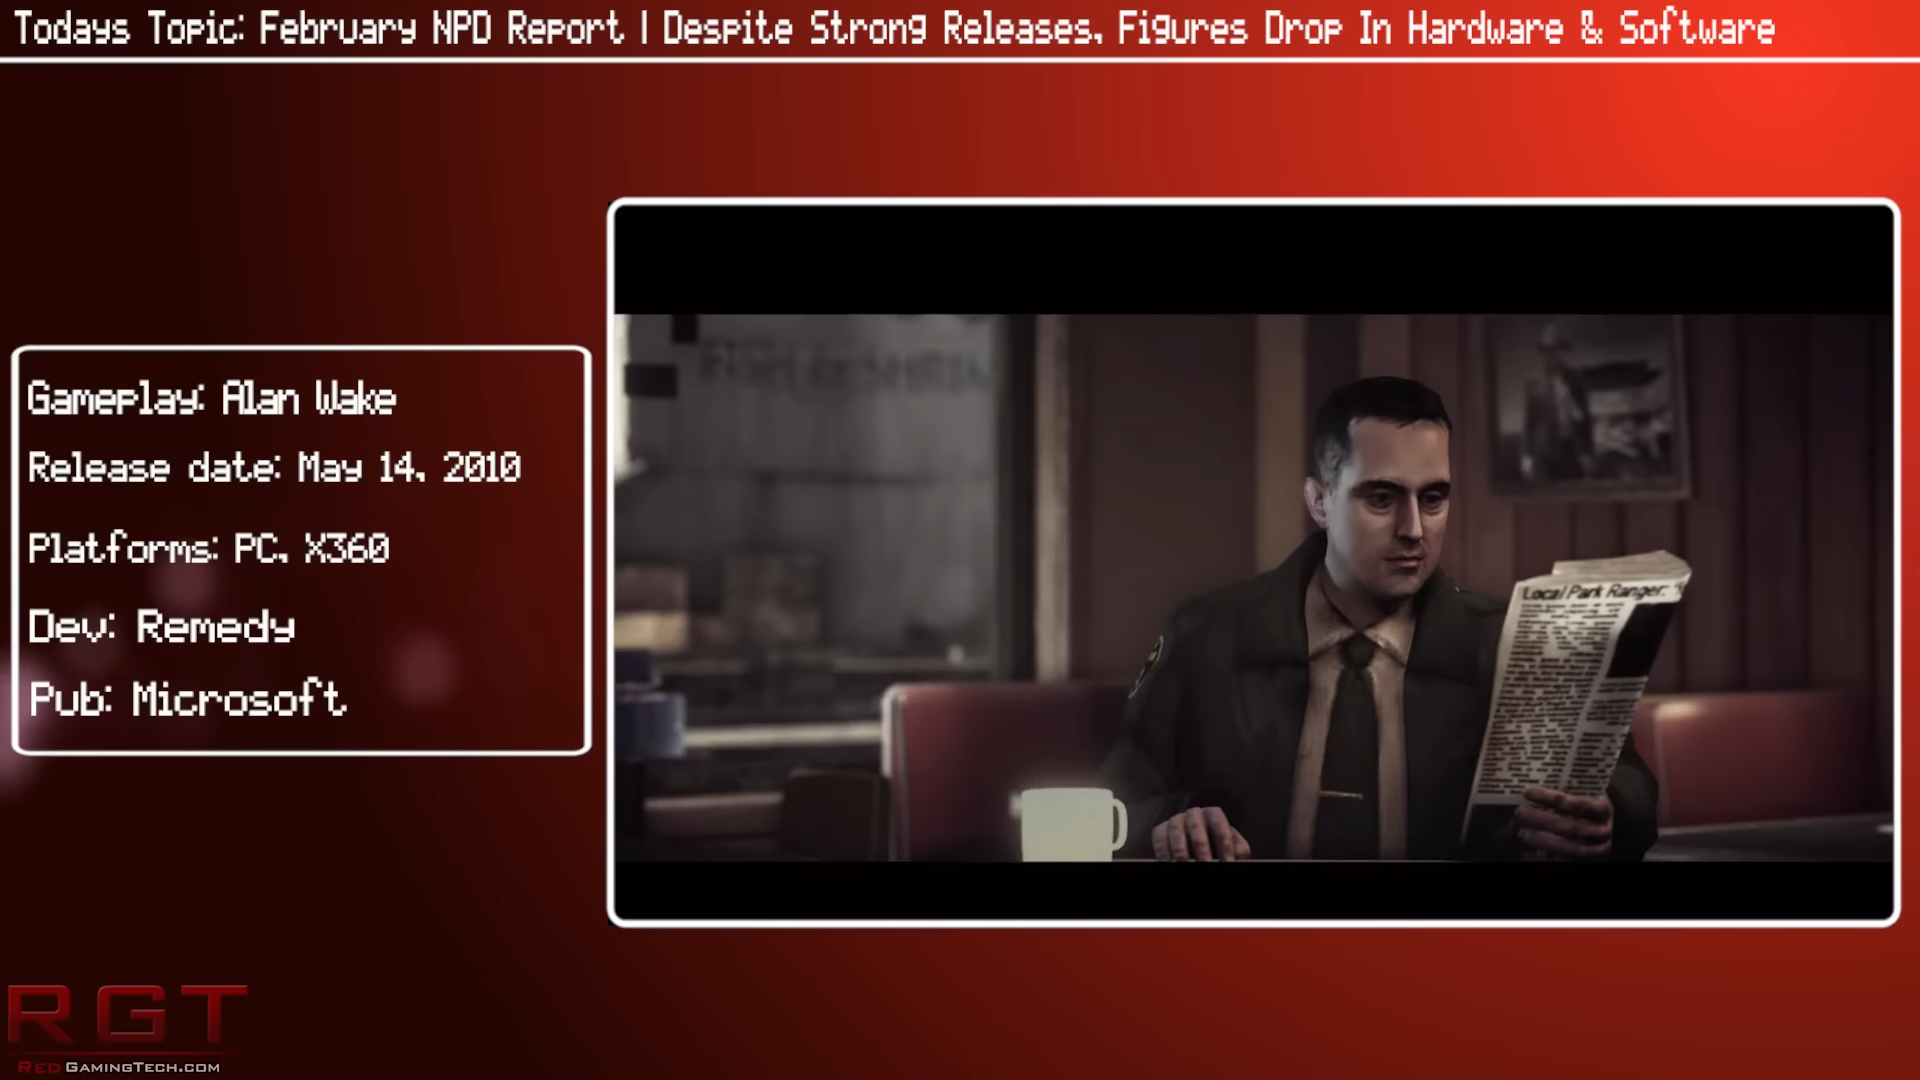 Todays Topic: February NPD Report | Despite Strong Releases, Figures Drop In Hardware & Software
Gameplay: Alan Wake
Release date: May 14, 2010
Platforms: PC, X360
Dev: Remedy
Pub: Microsoft
Local Park Ranger:
RGT
REDGAMINGTECH.COM